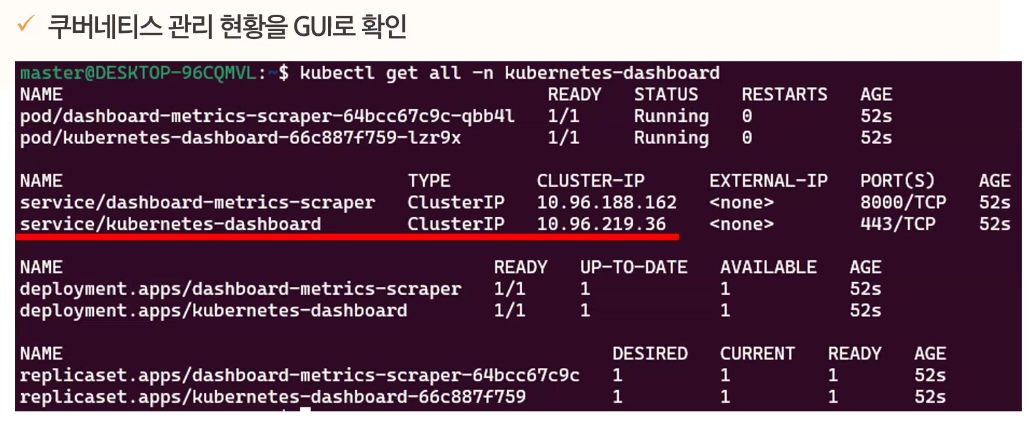 ✓ 쿠버네티스 관리 현황을 GUI로 확인
master@DESKTOP-96CQMVL:~$ kubectl get all -n kubernetes-dashboard
NAME READY STATUS RESTARTS AGE
pod/dashboard-metrics-scraper-64bcc67c9c-qbb4l 1/1 Running 0 52s
pod/kubernetes-dashboard-66c887f759-lzr9x 1/1 Running 0 52s
NAME TYPE CLUSTER-IP EXTERNAL-IP PORT(S) AGE
service/dashboard-metrics-scraper ClusterIP 10.96.188.162 <none> 8000/TCP 52s
service/kubernetes-dashboard ClusterIP 10.96.219.36 <none> 443/TCP 52s
NAME READY UP-TO-DATE AVAILABLE AGE
deployment.apps/dashboard-metrics-scraper 1/1 1 1 52s
deployment.apps/kubernetes-dashboard 1/1 1 1 52s
NAME DESIRED CURRENT READY AGE
replicaset.apps/dashboard-metrics-scraper-64bcc67c9c 1 1 1 52s
replicaset.apps/kubernetes-dashboard-66c887f759 1 1 1 52s